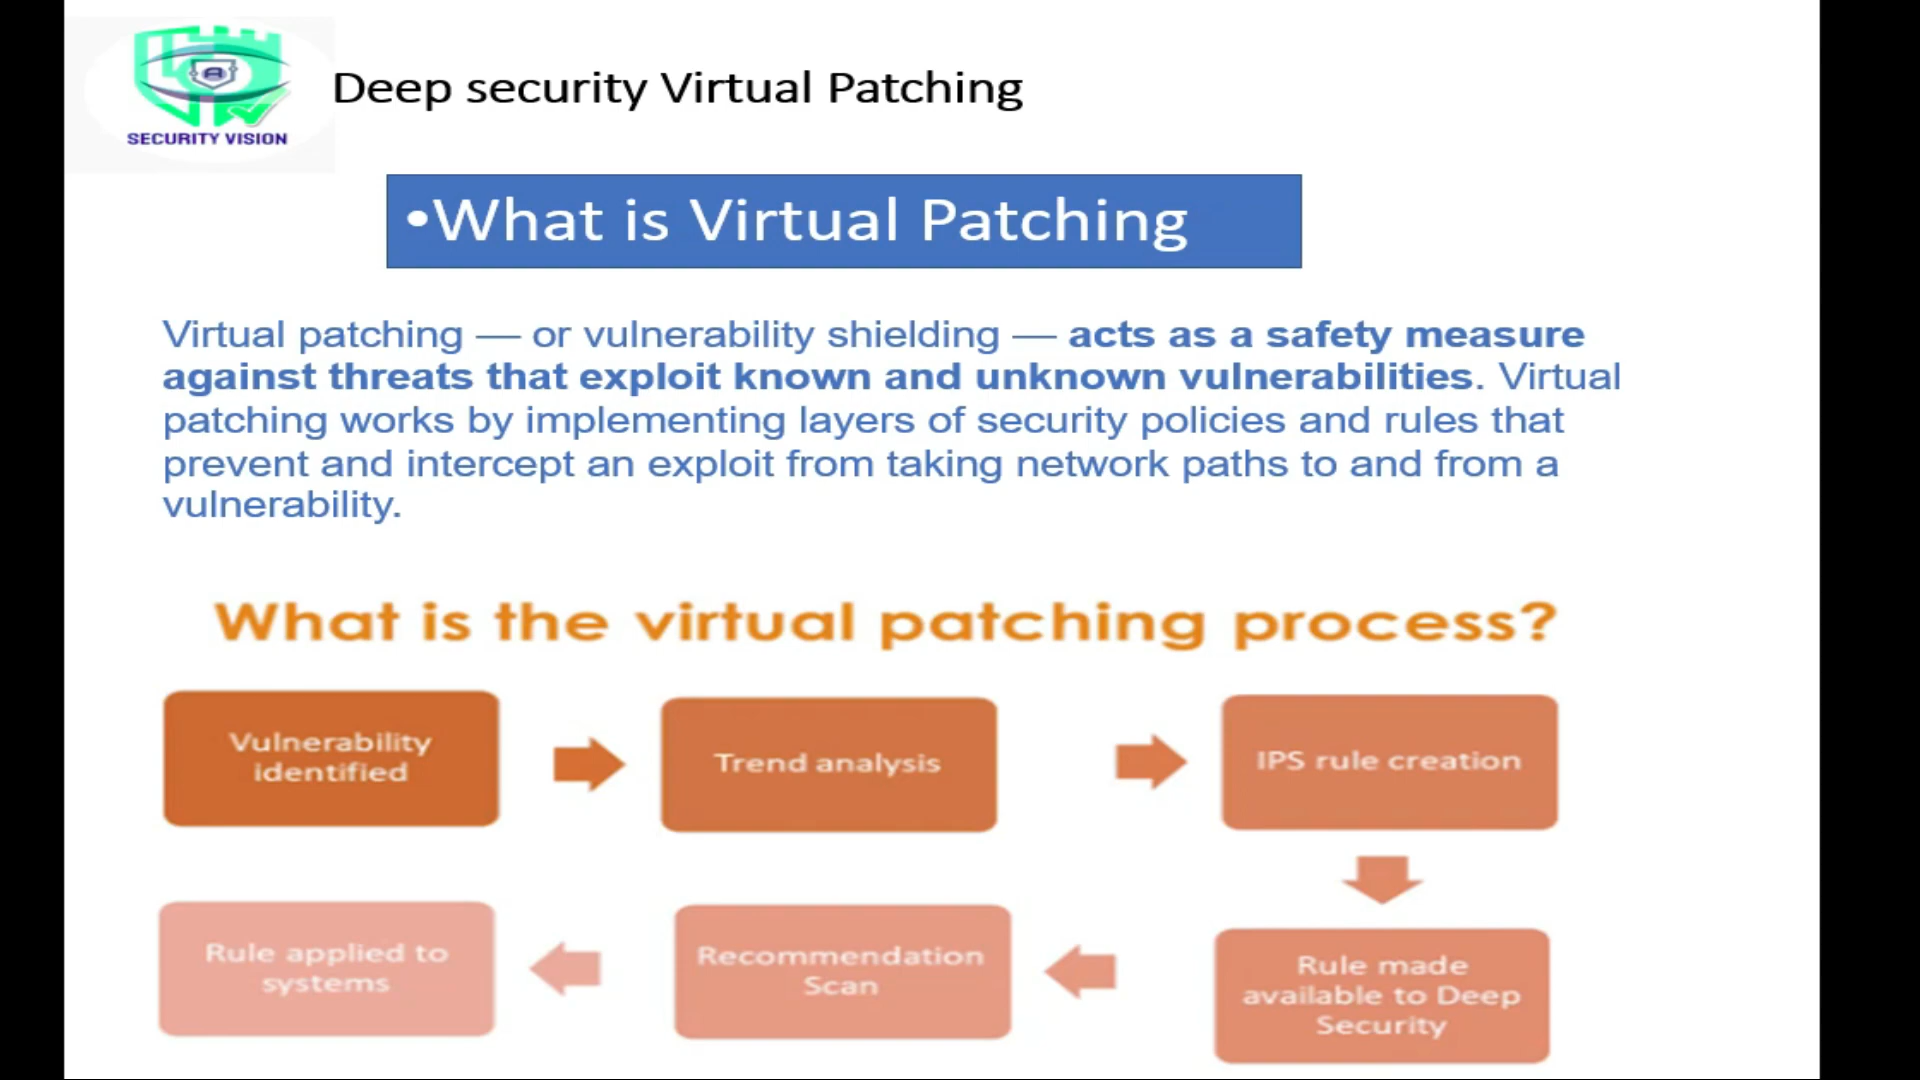 SECURITY VISION
Deep security Virtual Patching
•What is Virtual Patching
Virtual patching — or vulnerability shielding — acts as a safety measure
against threats that exploit known and unknown vulnerabilities. Virtual
patching works by implementing layers of security policies and rules that
prevent and intercept an exploit from taking network paths to and from a
vulnerability.
What is the virtual patching process?
Vulnerability
identified
Trend analysis
IPS rule creation
Rule applied to
systems
Recommendation
Scan
Rule made
available to Deep
Security